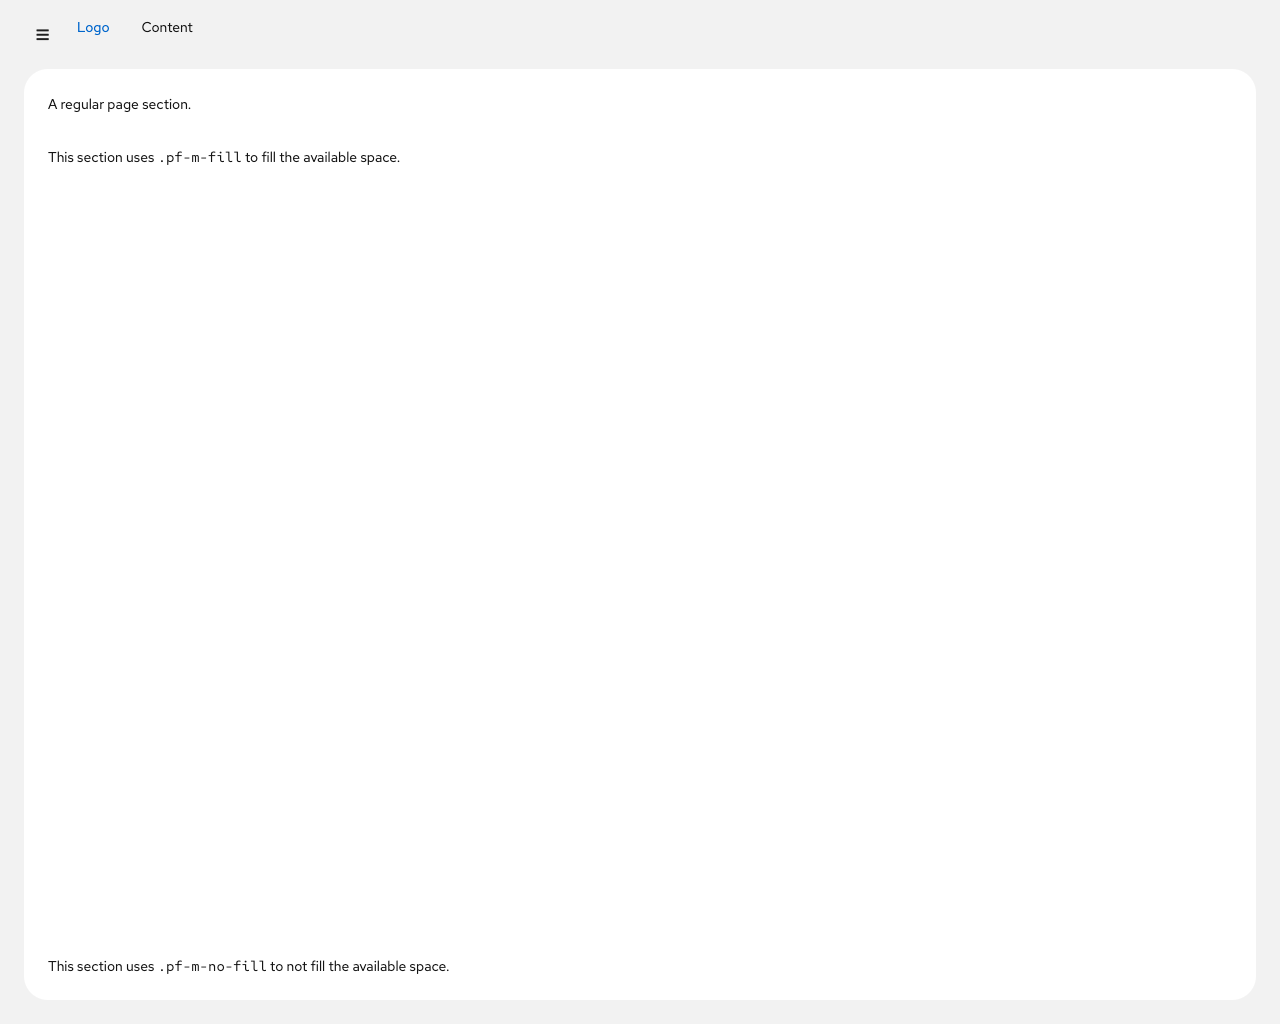 Logo Content
A regular page section.
This section uses .pf-m-fill to fill the available space.
This section uses .pf-m-no-fill to not fill the available space.